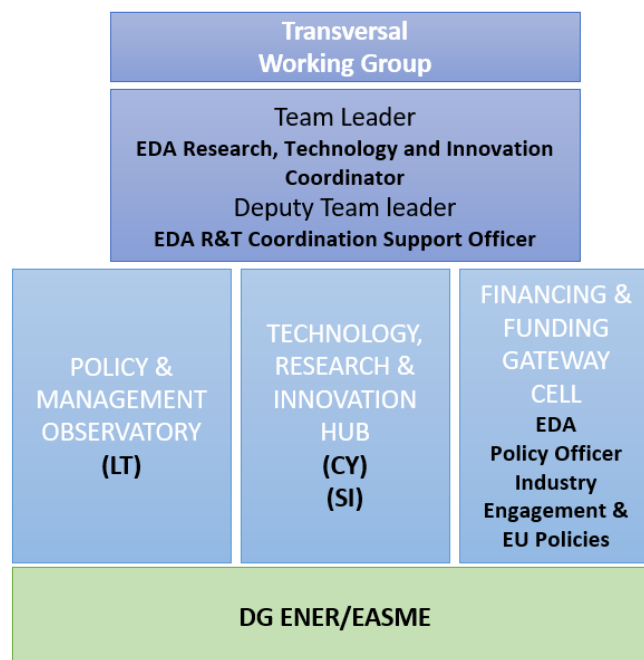 Transversal
Working Group
Team Leader
EDA Research, Technology and Innovation
Coordinator
Deputy Team leader
EDA R&T Coordination Support Officer
POLICY &
MANAGEMENT
OBSERVATORY
(LT)
TECHNOLOGY,
RESEARCH &
INNOVATION
HUB
(CY)
(SI)
FINANCING &
FUNDING
GATEWAY
CELL
EDA
Policy Officer
Industry
Engagement &
EU Policies
DG ENER/EASME